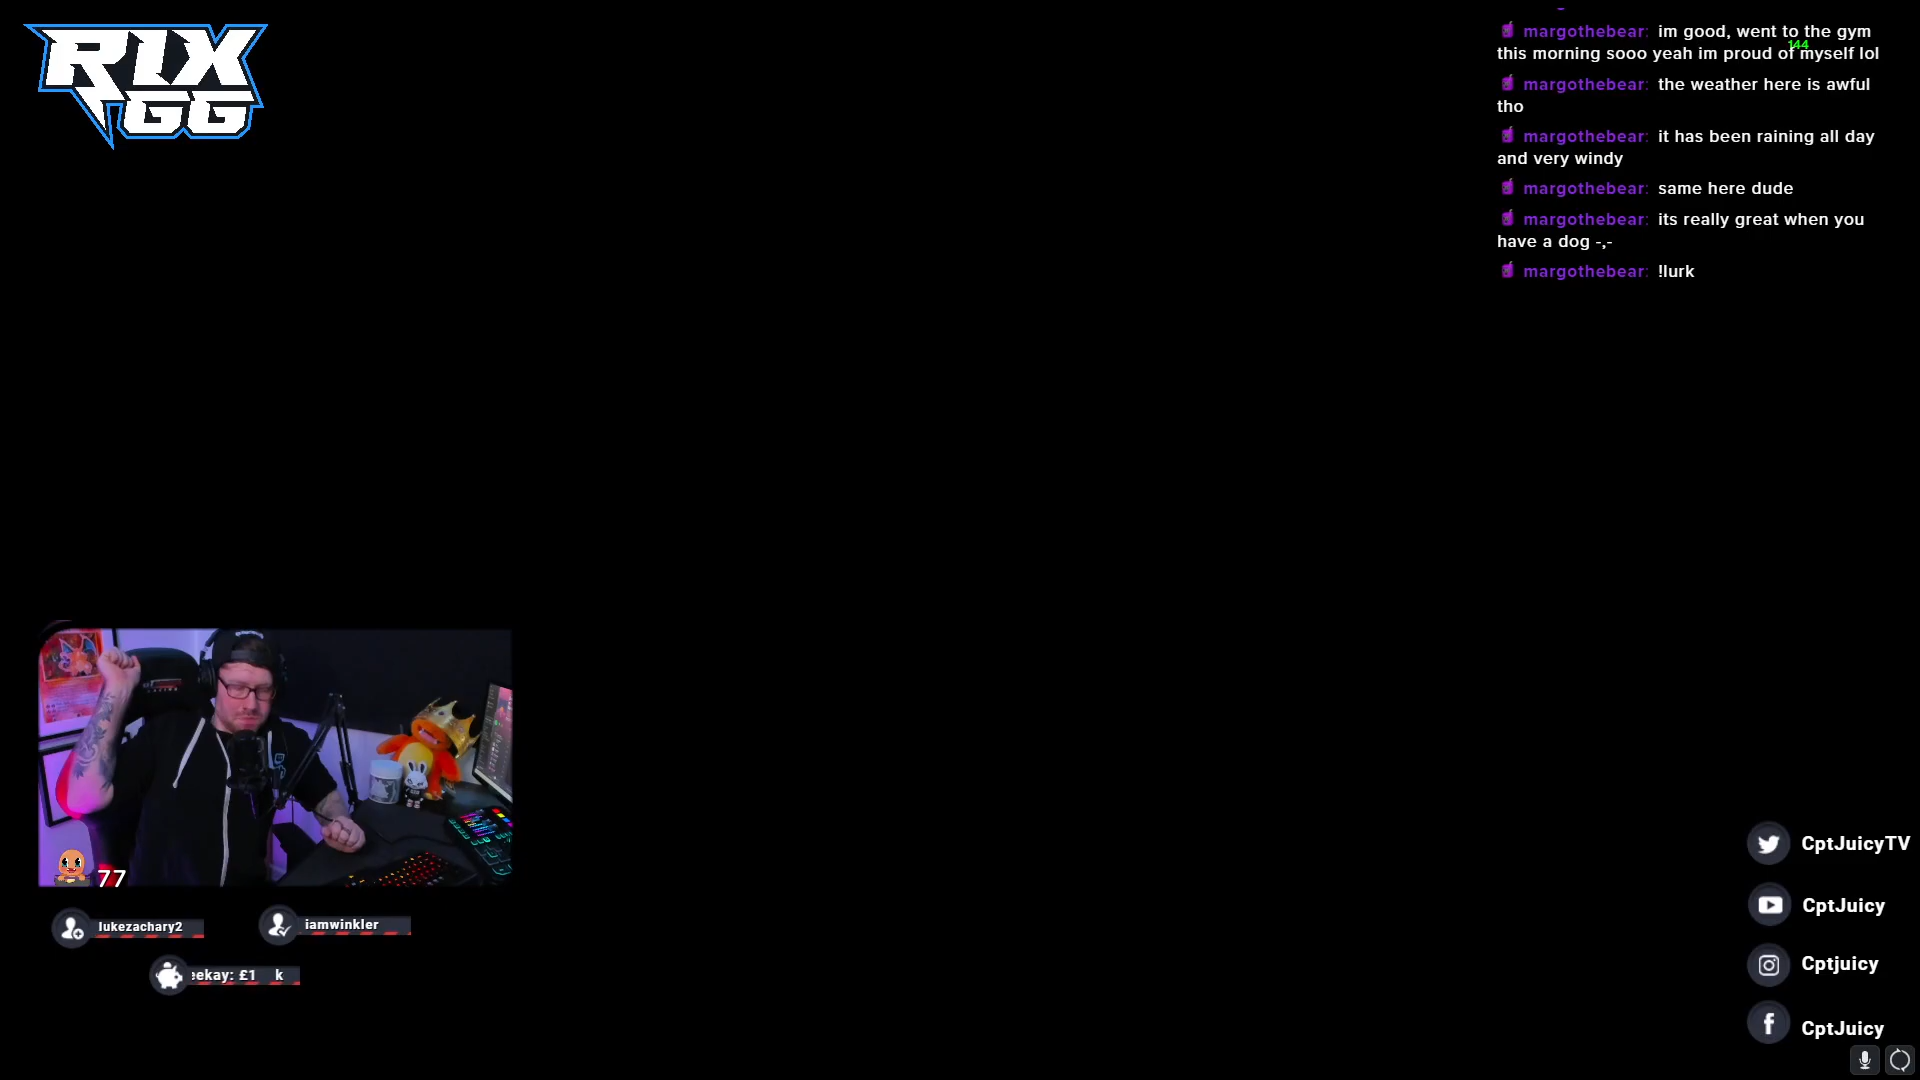 RIX
GG
margothebear: im good, went to the gym
this morning sooo yeah im proud of myself lol
144
margothebear: the weather here is awful
tho
margothebear: it has been raining all day
and very windy
margothebear: same here dude
margothebear: its really great when you
have a dog -,-
margothebear: !lurk
77
lukezachary2
iamwinkler
eekay: £1 k
CptJuicyTV
CptJuicy
Cptjuicy
CptJuicy